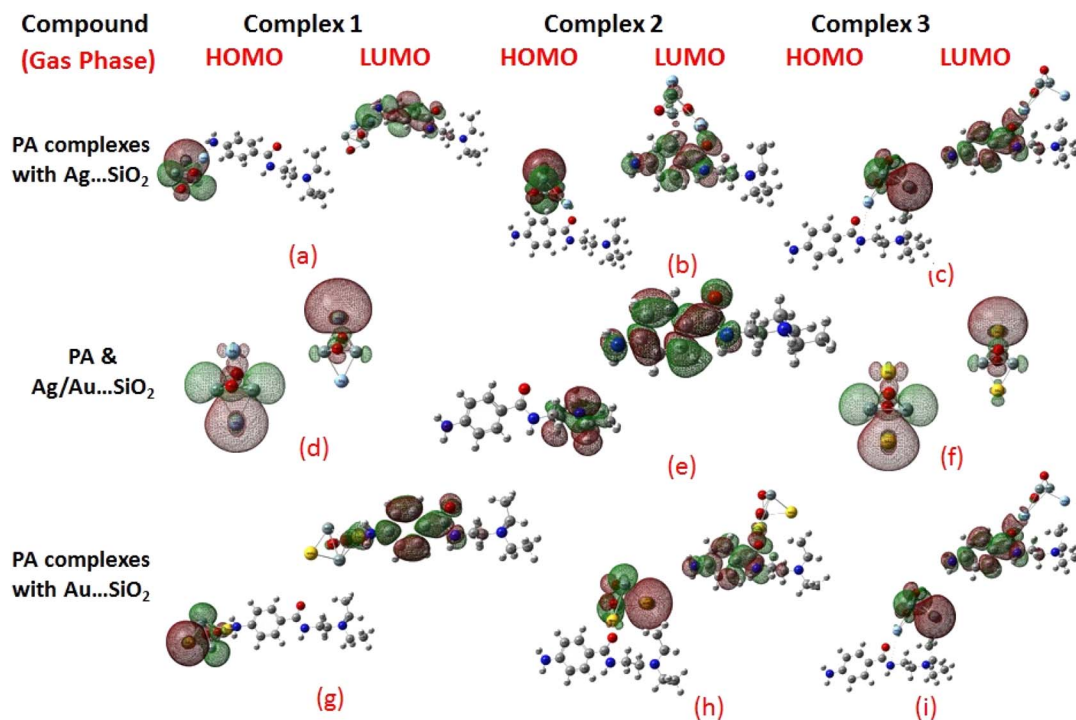 Compound Complex 1 Complex 2 Complex 3
(Gas Phase) HOMO LUMO HOMO LUMO HOMO LUMO
PA complexes
with Ag...SiO₂
(a)
(b)
(c)
PA &
Ag/Au...SiO₂
(d)
(e)
(f)
PA complexes
with Au...SiO₂
(g)
(h)
(i)